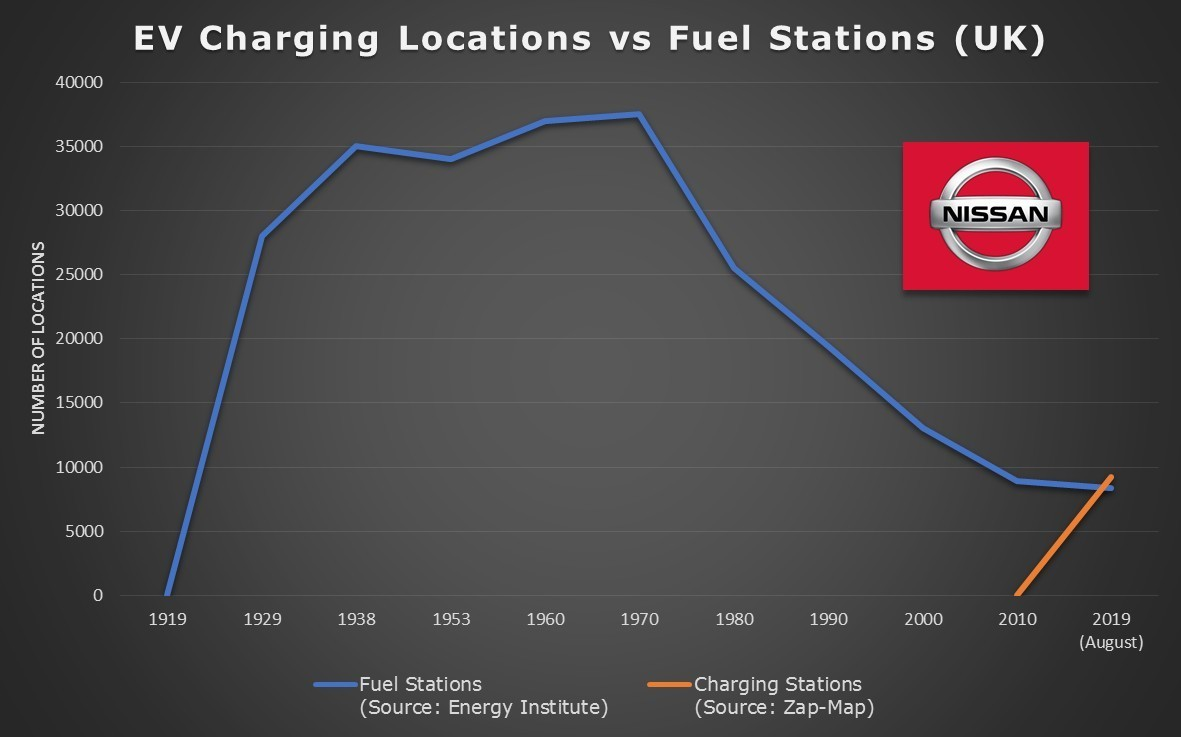 EV Charging Locations vs Fuel Stations (UK)
NUMBER OF LOCATIONS
40000
35000
30000
25000
20000
15000
10000
5000
0
NISSAN
1919 1929 1938 1953 1960 1970 1980 1990 2000 2010 2019
(August)
Fuel Stations Charging Stations
(Source: Energy Institute) (Source: Zap-Map)